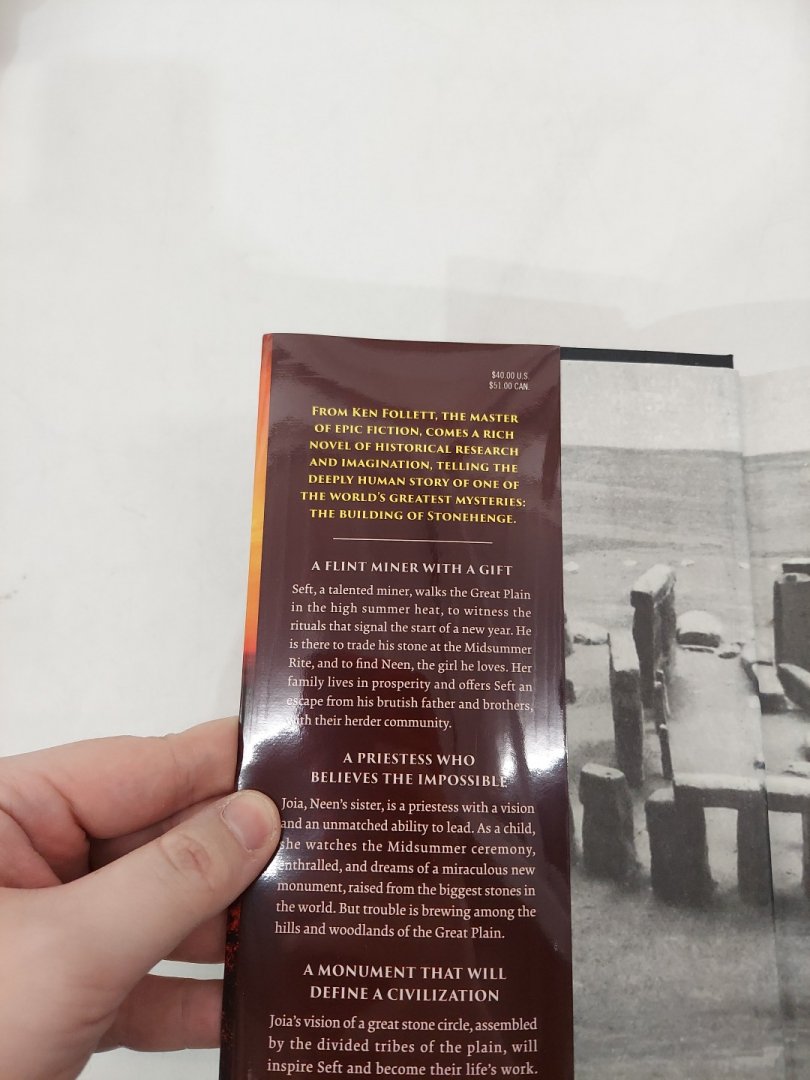 $40.00 U.S.
$51.00 CAN.
FROM KEN FOLLETT, THE MASTER
OF EPIC FICTION, COMES A RICH
NOVEL OF HISTORICAL RESEARCH
AND IMAGINATION, TELLING THE
DEEPLY HUMAN STORY OF ONE OF
THE WORLD'S GREATEST MYSTERIES:
THE BUILDING OF STONEHENGE.
A FLINT MINER WITH A GIFT
Seft, a talented miner, walks the Great Plain
in the high summer heat, to witness the
rituals that signal the start of a new year. He
is there to trade his stone at the Midsummer
Rite, and to find Neen, the girl he loves. Her
family lives in prosperity and offers Seft an
escape from his brutish father and brothers,
with their herder community.
A PRIESTESS WHO
BELIEVES THE IMPOSSIBLE
Joia, Neen's sister, is a priestess with a vision
and an unmatched ability to lead. As a child,
she watches the Midsummer ceremony,
enthralled, and dreams of a miraculous new
monument, raised from the biggest stones in
the world. But trouble is brewing among the
hills and woodlands of the Great Plain.
A MONUMENT THAT WILL
DEFINE A CIVILIZATION
Joia's vision of a great stone circle, assembled
by the divided tribes of the plain, will
inspire Seft and become their life's work.